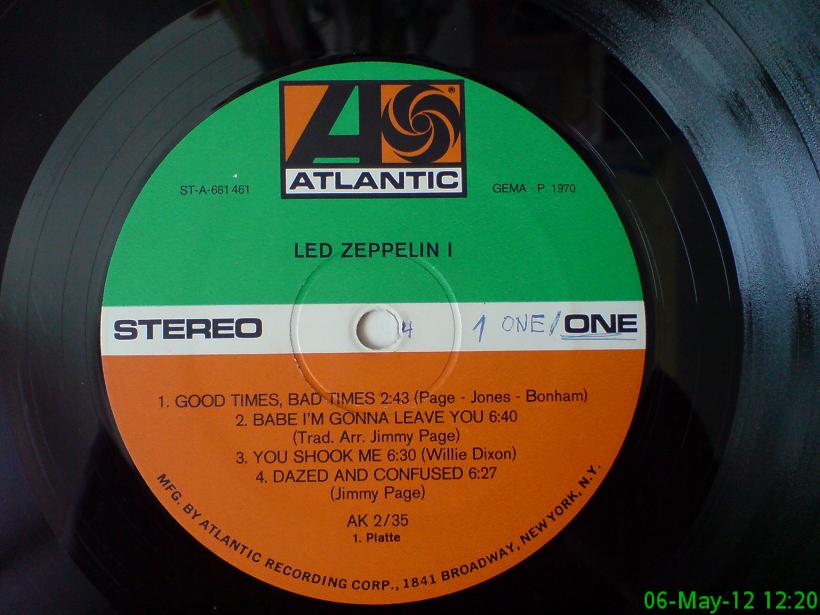 ATLANTIC
®
ST-A-681 461
GEMA · P. 1970
LED ZEPPELIN I
STEREO
4
1 ONE/ONE
1. GOOD TIMES, BAD TIMES 2:43 (Page - Jones - Bonham)
2. BABE I'M GONNA LEAVE YOU 6:40
(Trad. Arr. Jimmy Page)
3. YOU SHOOK ME 6:30 (Willie Dixon)
4. DAZED AND CONFUSED 6:27
(Jimmy Page)
AK 2/35
1. Platte
MFG. BY ATLANTIC RECORDING CORP., 1841 BROADWAY, NEW YORK, N.Y.
06-May-12 12:20